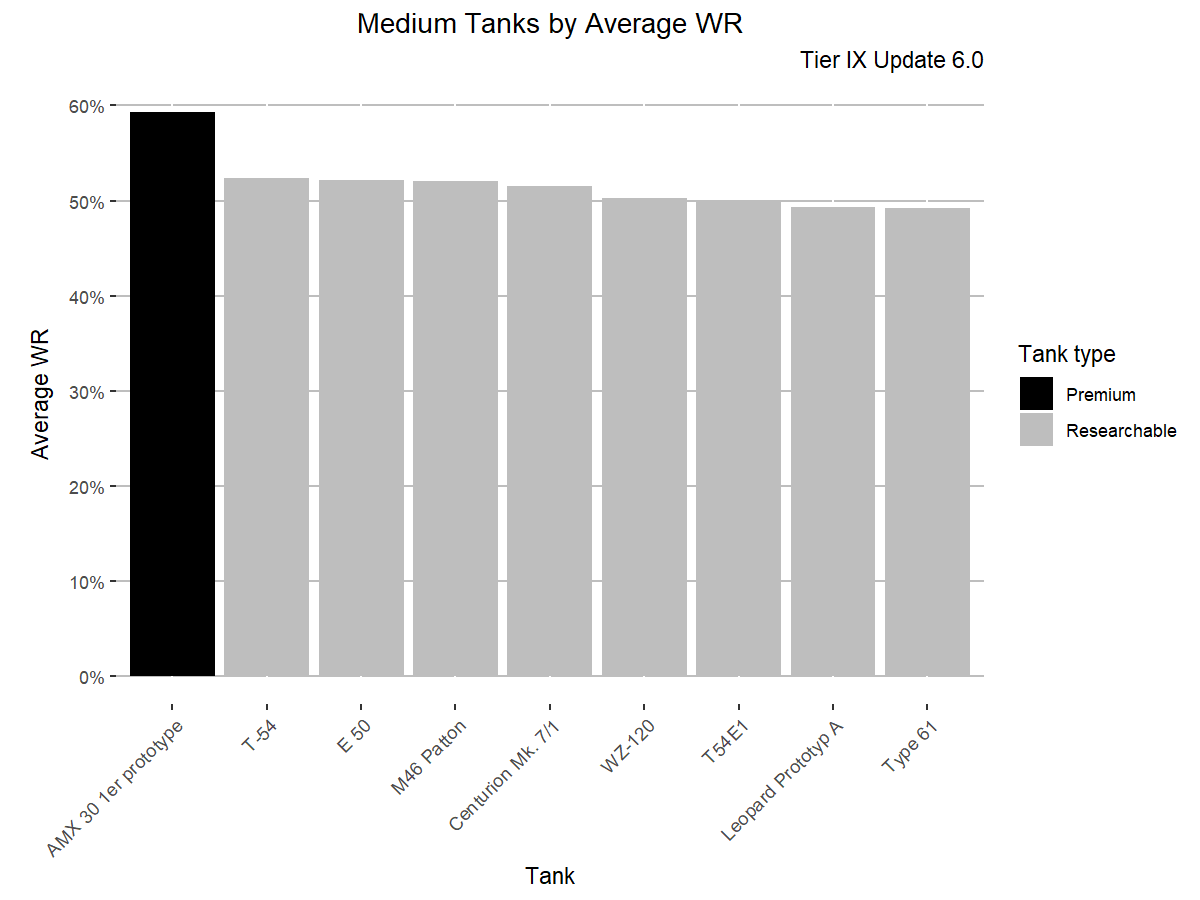 Medium Tanks by Average WR
Tier IX Update 6.0
60%
50%
40%
30%
20%
10%
0%
Average WR
AMX 30 1er prototype
T-54
E 50
M46 Patton
Centurion Mk. 7/1
WZ-120
T54E1
Leopard Prototyp A
Type 61
Tank
Tank type
Premium
Researchable